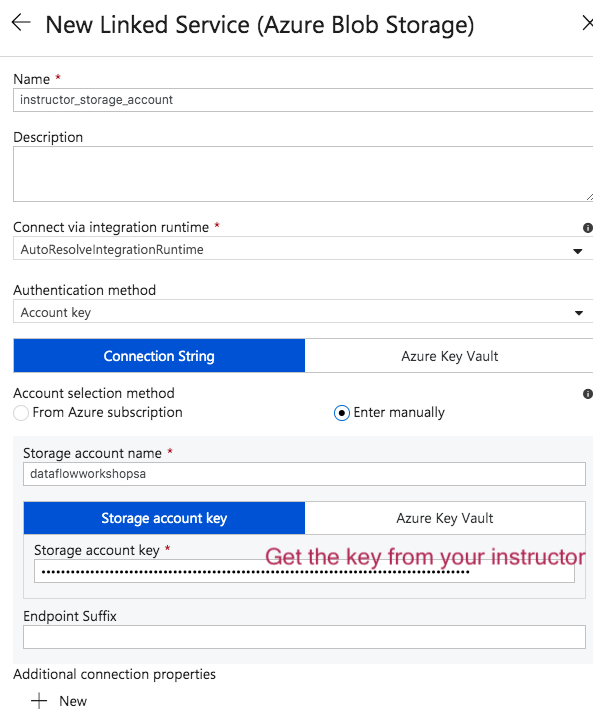 New Linked Service (Azure Blob Storage)
Name *
instructor_storage_account
Description
Connect via integration runtime *
AutoResolveIntegrationRuntime
Authentication method
Account key
Connection String Azure Key Vault
Account selection method
From Azure subscription Enter manually
Storage account name *
dataflowworkshopsa
Storage account key Azure Key Vault
Storage account key *
Get the key from your instructor
Endpoint Suffix
Additional connection properties
New